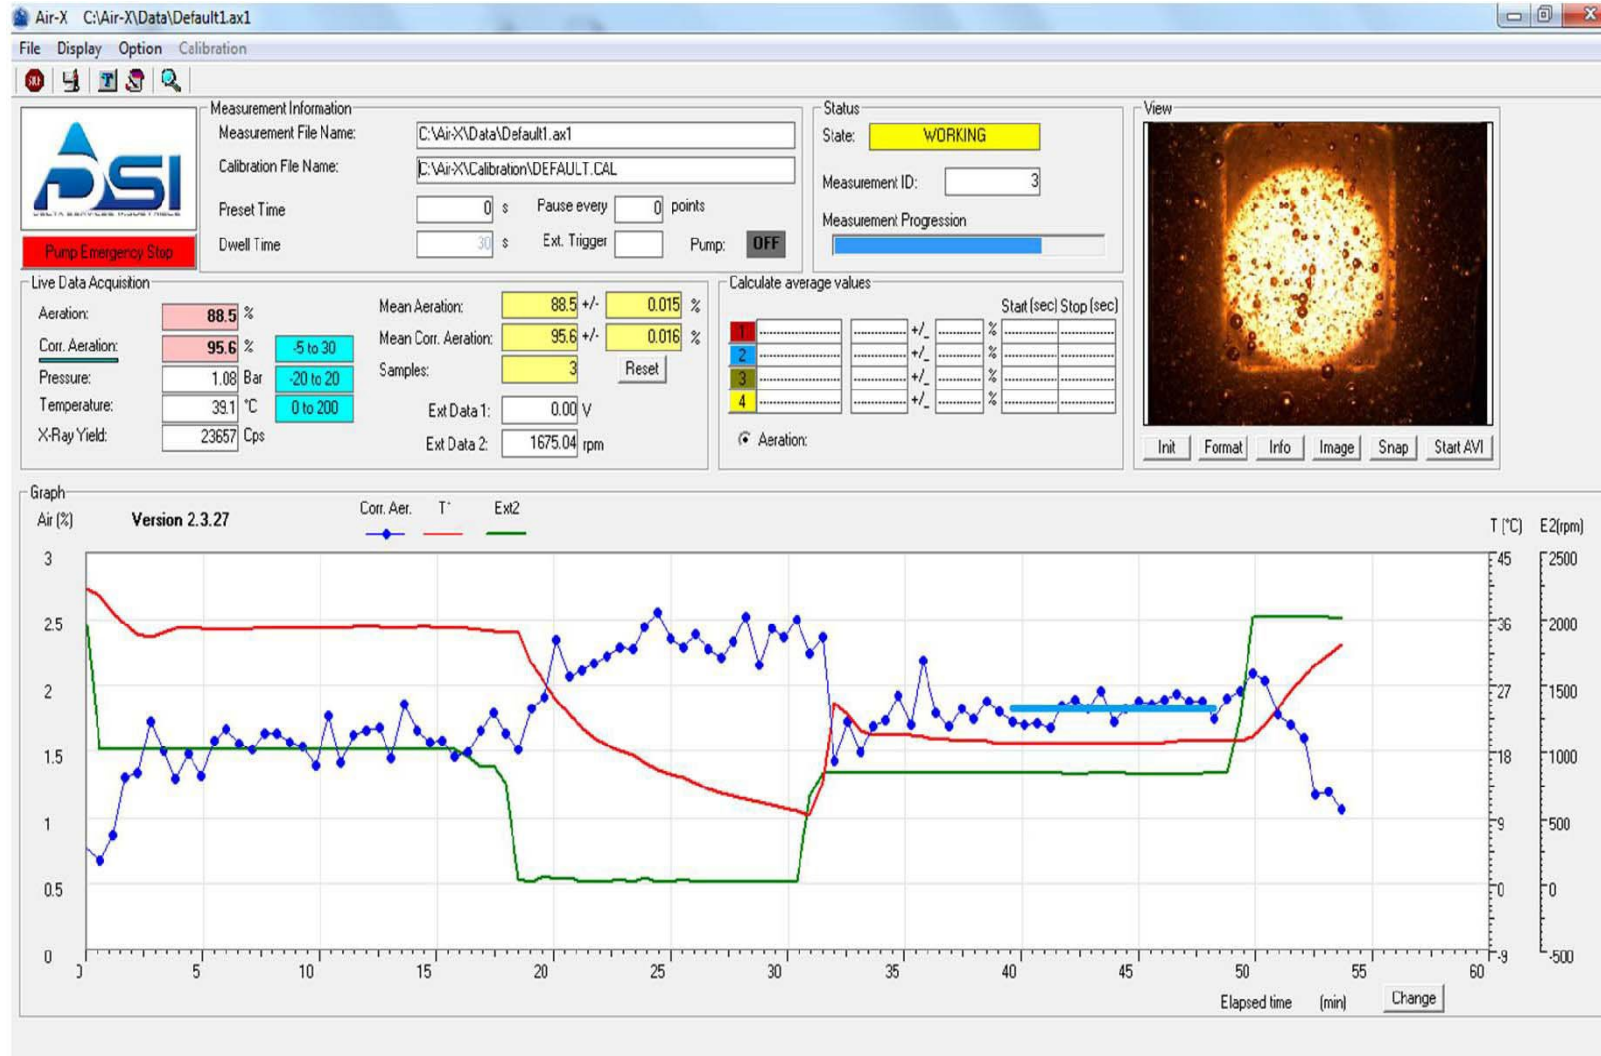 Air-X C:\Air-X\Data\Default1.ax1
File Display Option Calibration
Measurement Information
Measurement File Name: C:\Air-X\Data\Default1.ax1
Calibration File Name: C:\Air-X\Calibration\DEFAULT.CAL
Preset Time 0 s Pause every 0 points
Dwell Time 30 s Ext. Trigger Pump: OFF
DSI
DELTA SERVICES INDUSTRIELS
Pump Emergency Stop
Status
State: WORKING
Measurement ID: 3
Measurement Progression
View
Init Format Info Image Snap Start AVI
Live Data Acquisition
Aeration: 88.5 % Mean Aeration: 88.5 +/- 0.015 %
Corr. Aeration: 95.6 % -5 to 30 Mean Corr. Aeration: 95.6 +/- 0.016 %
Pressure: 1.08 Bar -20 to 20 Samples: 3 Reset
Temperature: 39.1 °C 0 to 200 Ext Data 1: 0.00 V
X-Ray Yield: 23657 Cps Ext Data 2: 1675.04 rpm
Calculate average values
Start (sec) Stop (sec)
1 +/_ %
2 +/_ %
3 +/_ %
4 +/_ %
Aeration:
Graph
Air (%) Version 2.3.27 Corr. Aer. T° Ext2 T (°C) E2(rpm)
3 45 2500
2.5 36 2000
2 27 1500
1.5 18 1000
1 9 500
0.5 0 0
0 -9 -500
0 5 10 15 20 25 30 35 40 45 50 55 60
Elapsed time (min) Change